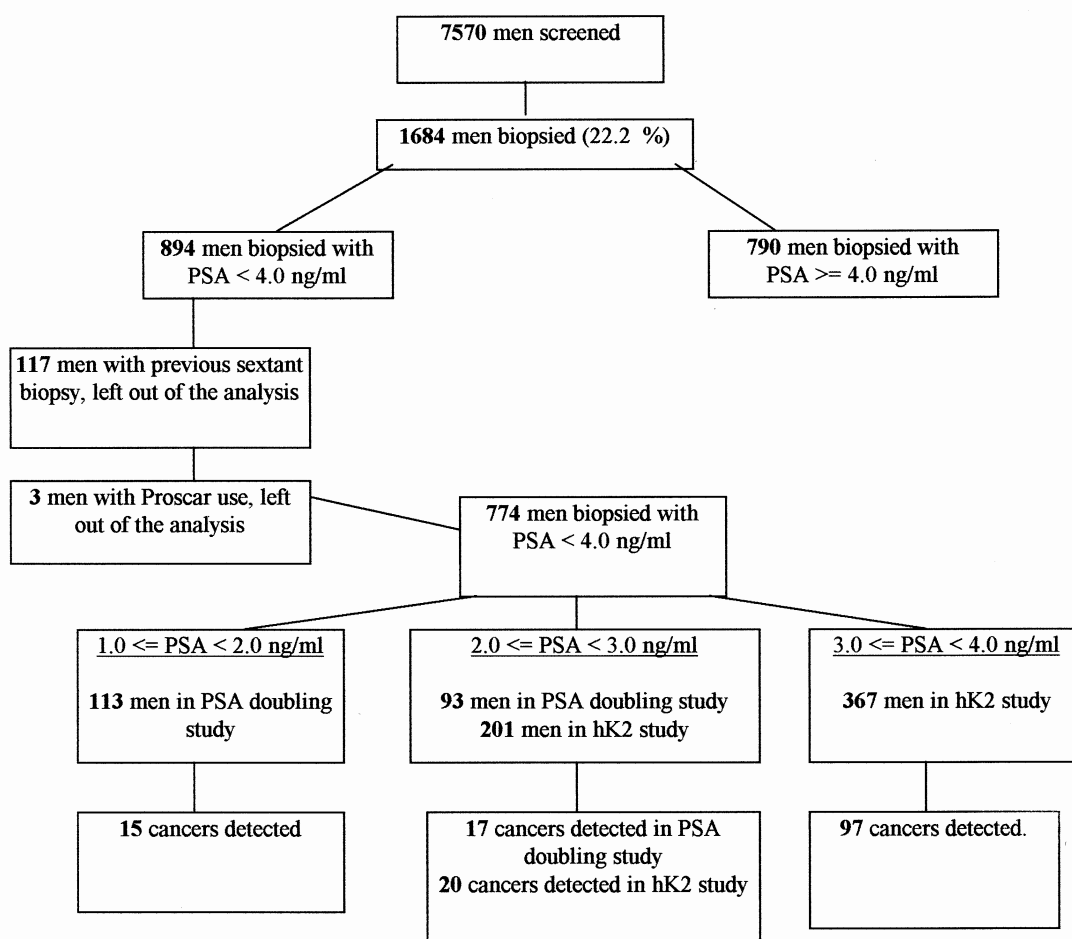 7570 men screened
1684 men biopsied (22.2 %)
894 men biopsied with
PSA < 4.0 ng/ml
790 men biopsied with
PSA >= 4.0 ng/ml
117 men with previous sextant
biopsy, left out of the analysis
3 men with Proscar use, left
out of the analysis
774 men biopsied with
PSA < 4.0 ng/ml
1.0 <= PSA < 2.0 ng/ml
113 men in PSA doubling
study
2.0 <= PSA < 3.0 ng/ml
93 men in PSA doubling study
201 men in hK2 study
3.0 <= PSA < 4.0 ng/ml
367 men in hK2 study
15 cancers detected
17 cancers detected in PSA
doubling study
20 cancers detected in hK2 study
97 cancers detected.